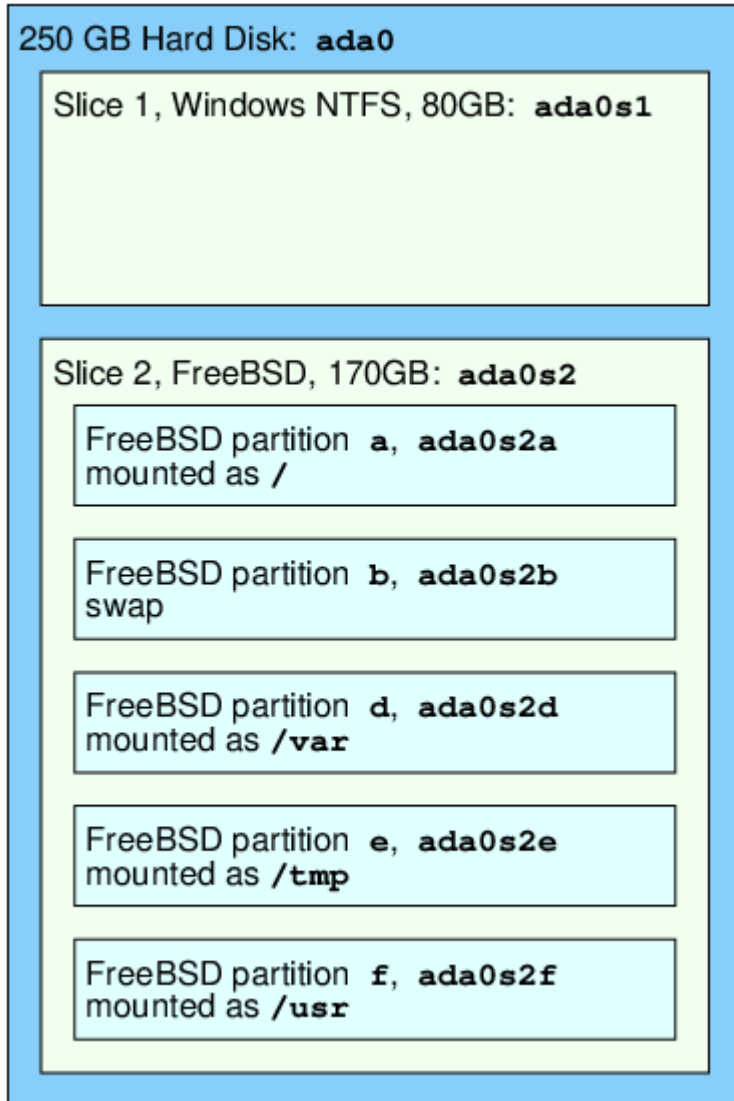 250 GB Hard Disk: ada0
Slice 1, Windows NTFS, 80GB: ada0s1
Slice 2, FreeBSD, 170GB: ada0s2
FreeBSD partition a, ada0s2a
mounted as /
FreeBSD partition b, ada0s2b
swap
FreeBSD partition d, ada0s2d
mounted as /var
FreeBSD partition e, ada0s2e
mounted as /tmp
FreeBSD partition f, ada0s2f
mounted as /usr